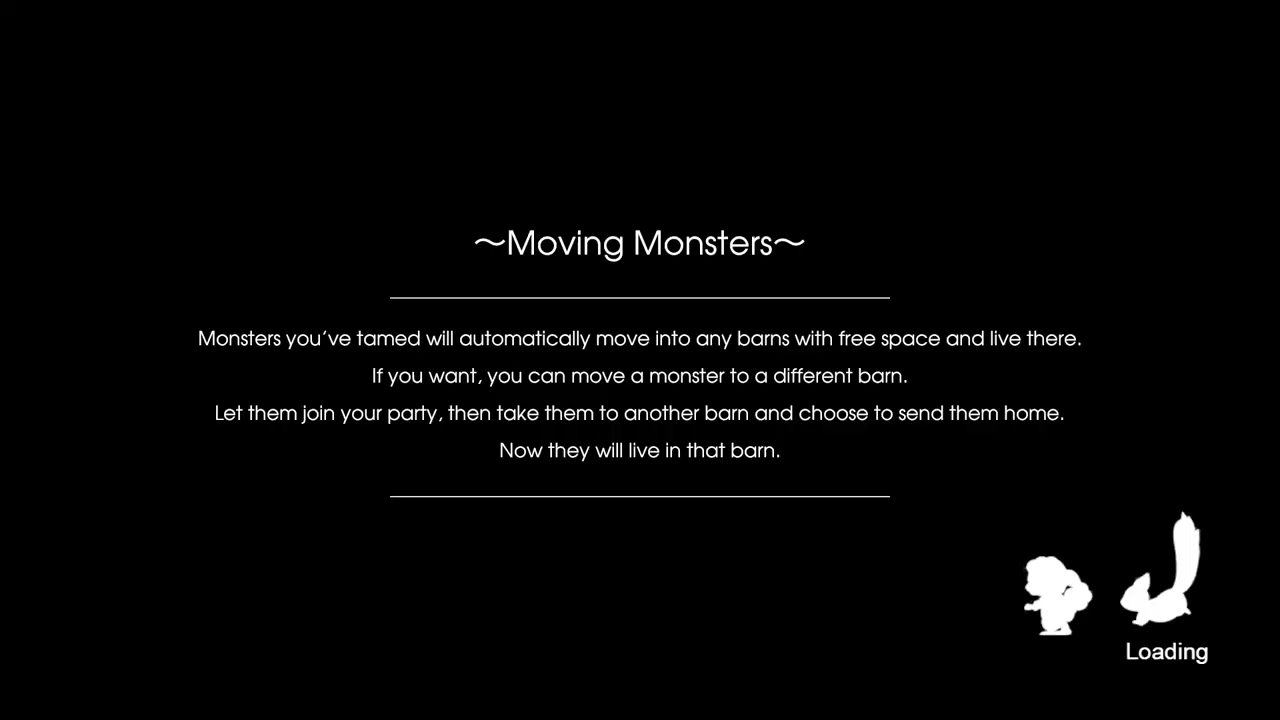 ～Moving Monsters～
Monsters you’ve tamed will automatically move into any barns with free space and live there.
If you want, you can move a monster to a different barn.
Let them join your party, then take them to another barn and choose to send them home.
Now they will live in that barn.
Loading